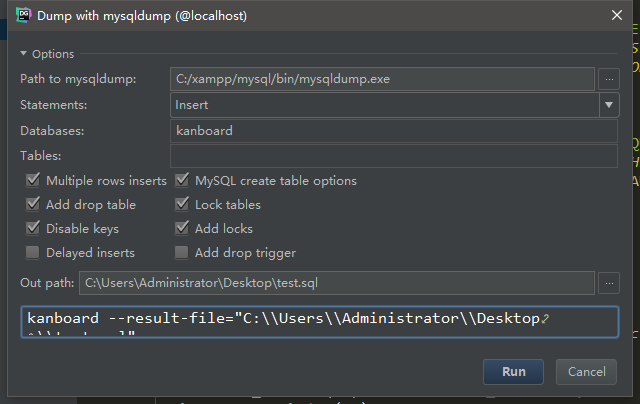 Dump with mysqldump (@localhost)
Options
Path to mysqldump: C:/xampp/mysql/bin/mysqldump.exe ...
Statements: Insert
Databases: kanboard
Tables:
Multiple rows inserts MySQL create table options
Add drop table Lock tables
Disable keys Add locks
Delayed inserts Add drop trigger
Out path: C:\Users\Administrator\Desktop\test.sql ...
kanboard --result-file="C:\\Users\\Administrator\\Desktop
Run Cancel